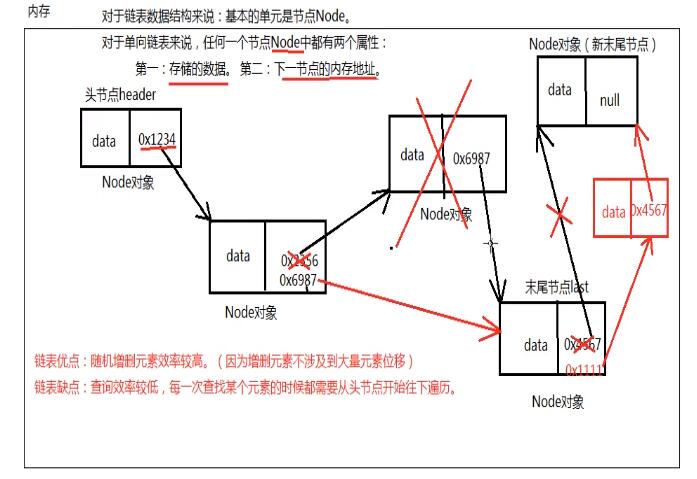 内存
对于链表数据结构来说：基本的单元是节点Node。
对于单向链表来说，任何一个节点Node中都有两个属性：
第一：存储的数据。 第二：下一节点的内存地址。
Node对象（新末尾节点）
data
null
头节点header
data
0x1234
Node对象
data
0x6987
Node对象
data
0x4567
data
0x2356
0x6987
Node对象
末尾节点last
data
0x4567
0x1111
Node对象
链表优点：随机增删元素效率较高。（因为增删元素不涉及到大量元素位移）
链表缺点：查询效率较低，每一次查找某个元素的时候都需要从头节点开始往下遍历。